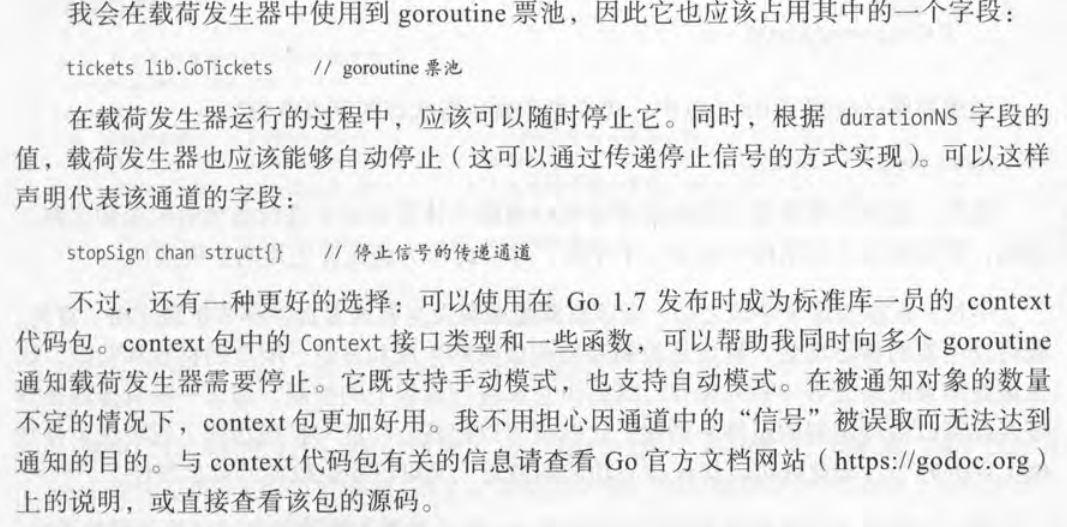 我会在载荷发生器中使用到 goroutine 票池，因此它也应该占用其中的一个字段：
tickets lib.GoTickets // goroutine 票池
在载荷发生器运行的过程中，应该可以随时停止它。同时，根据 durationNS 字段的
值，载荷发生器也应该能够自动停止（这可以通过传递停止信号的方式实现）。可以这样
声明代表该通道的字段：
stopSign chan struct{} // 停止信号的传递通道
不过，还有一种更好的选择：可以使用在 Go 1.7 发布时成为标准库一员的 context
代码包。context 包中的 Context 接口类型和一些函数，可以帮助我同时向多个 goroutine
通知载荷发生器需要停止。它既支持手动模式，也支持自动模式。在被通知对象的数量
不定的情况下，context 包更加好用。我不用担心因通道中的“信号”被误取而无法达到
通知的目的。与 context 代码包有关的信息请查看 Go 官方文档网站（https://godoc.org）
上的说明，或直接查看该包的源码。